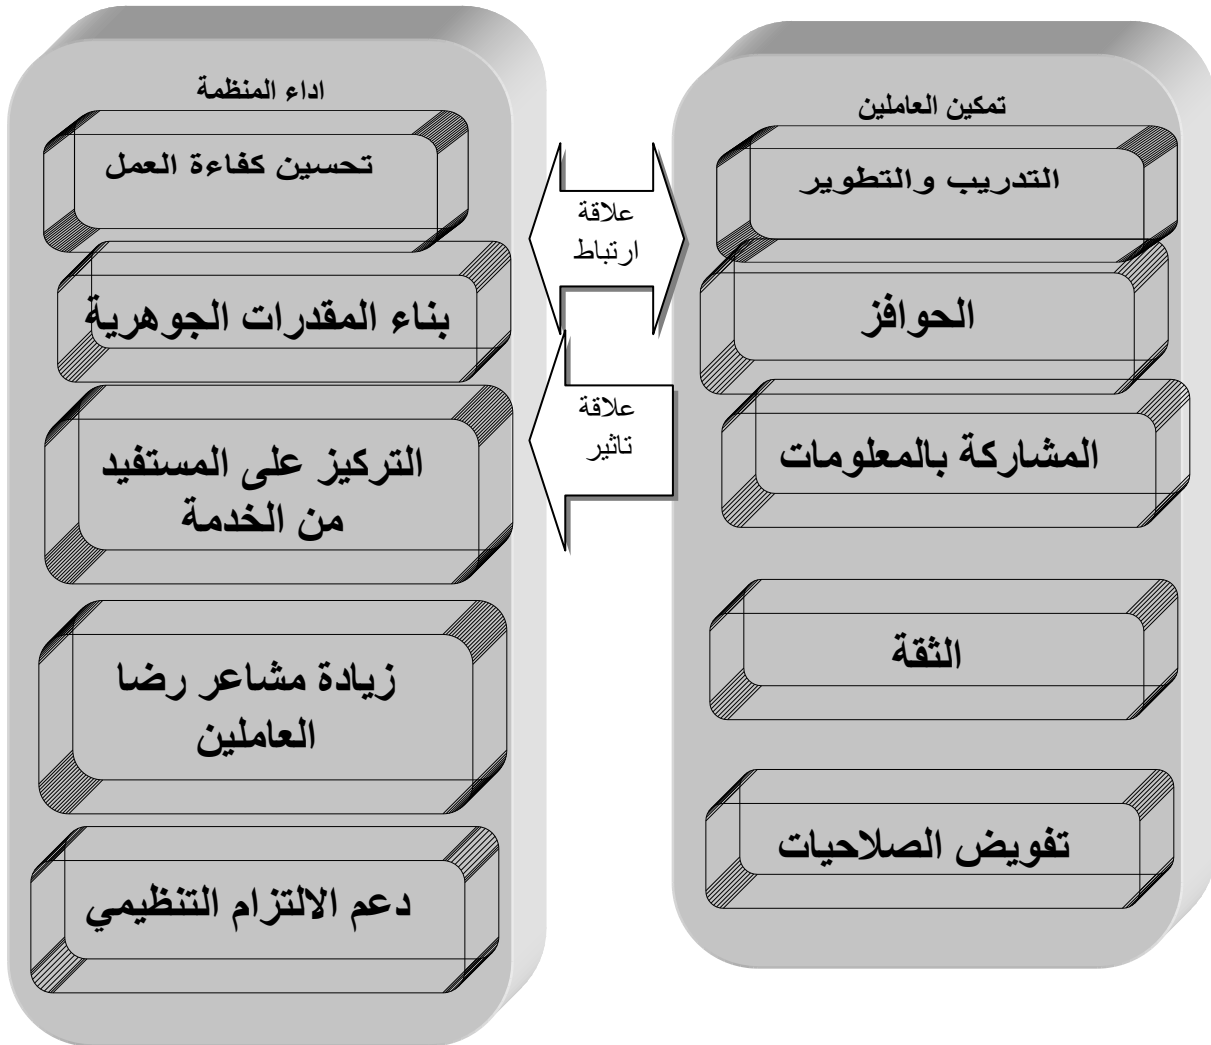 تمكين العاملين
التدريب والتطوير
الحوافز
المشاركة بالمعلومات
الثقة
تفويض الصلاحيات
علاقة
ارتباط
علاقة
تاثير
اداء المنظمة
تحسين كفاءة العمل
بناء المقدرات الجوهرية
التركيز على المستفيد
من الخدمة
زيادة مشاعر رضا
العاملين
دعم الالتزام التنظيمي